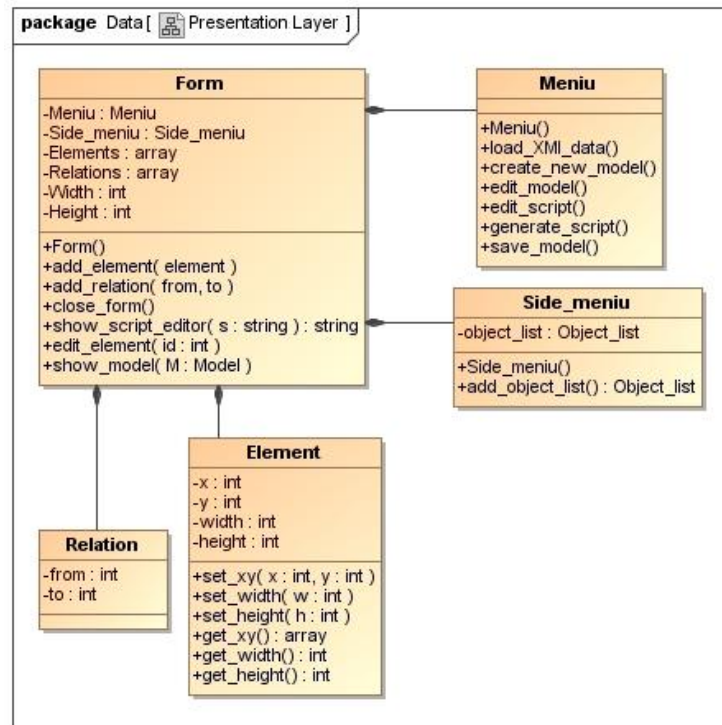 package Data[ Presentation Layer ]
Form
-Meniu : Meniu
-Side_meniu : Side_meniu
-Elements : array
-Relations : array
-Width : int
-Height : int
+Form()
+add_element( element )
+add_relation( from, to )
+close_form()
+show_script_editor( s : string ) : string
+edit_element( id : int )
+show_model( M : Model )
Meniu
+Meniu()
+load_XMI_data()
+create_new_model()
+edit_model()
+edit_script()
+generate_script()
+save_model()
Side_meniu
-object_list : Object_list
+Side_meniu()
+add_object_list() : Object_list
Relation
-from : int
-to : int
Element
-x : int
-y : int
-width : int
-height : int
+set_xy( x : int, y : int )
+set_width( w : int )
+set_height( h : int )
+get_xy() : array
+get_width() : int
+get_height() : int